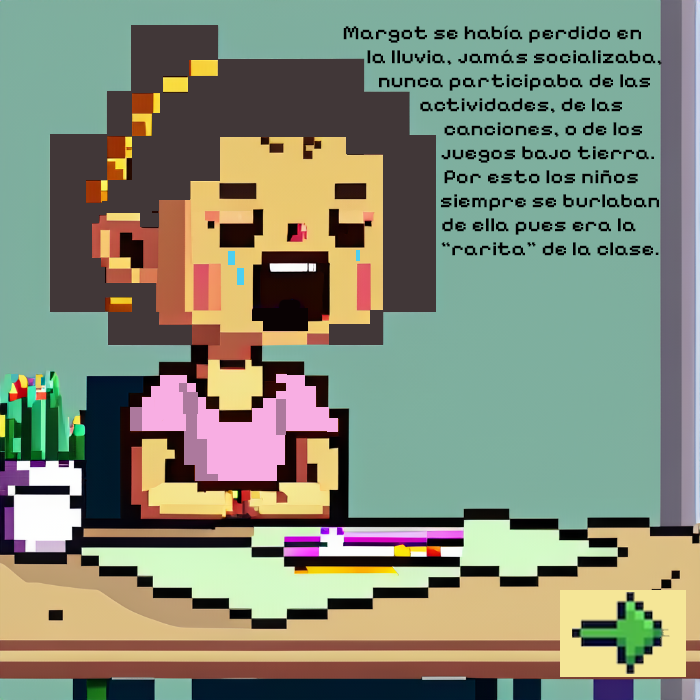 Margot se había perdido en
la lluvia, jamás socializaba,
nunca participaba de las
actividades, de las
canciones, o de los
juegos bajo tierra.
Por esto los niños
siempre se burlaban
de ella pues era la
"rarita" de la clase.